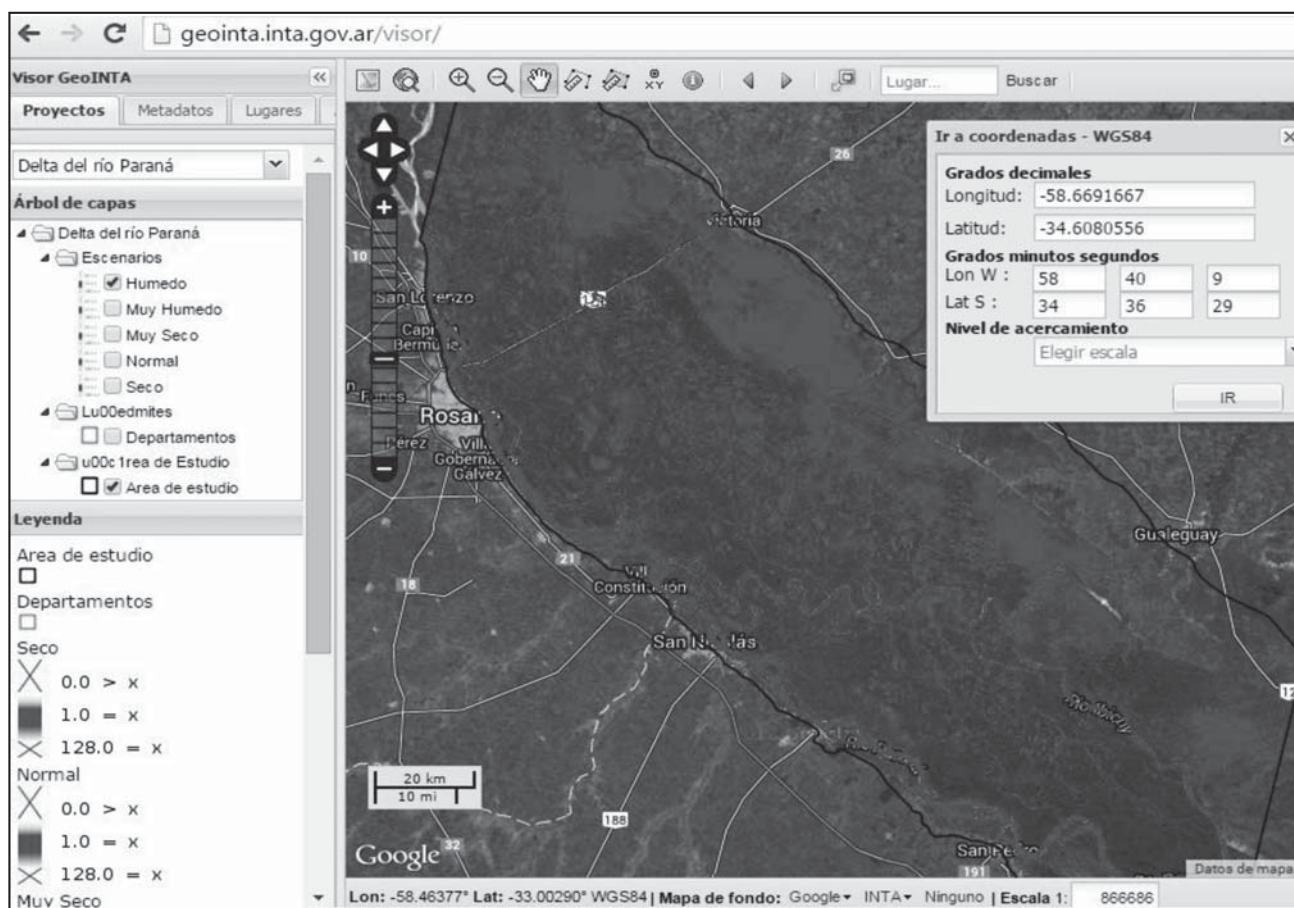 geointa.inta.gov.ar/visor/
Visor GeoINTA
Proyectos Metadatos Lugares
Delta del río Paraná
Árbol de capas
Delta del río Paraná
Escenarios
Humedo
Muy Humedo
Muy Seco
Normal
Seco
Lu00edmites
Departamentos
u00c1rea de Estudio
Area de estudio
Leyenda
Area de estudio
Departamentos
Seco
0.0 > x
1.0 = x
128.0 = x
Normal
0.0 > x
1.0 = x
128.0 = x
Muy Seco
XY
Lugar...
Buscar
Ir a coordenadas - WGS84
Grados decimales
Longitud: -58.6691667
Latitud: -34.6080556
Grados minutos segundos
Lon W : 58 40 9
Lat S : 34 36 29
Nivel de acercamiento
Elegir escala
IR
26
10
San Lorenzo
Pérez
Gualeguay
21
18
Constitución
Gálvez
188
32
191
12
20 km
10 mi
Google
Datos de mapa
Lon: -58.46377° Lat: -33.00290° WGS84 | Mapa de fondo: Google INTA Ninguno | Escala 1: 866686